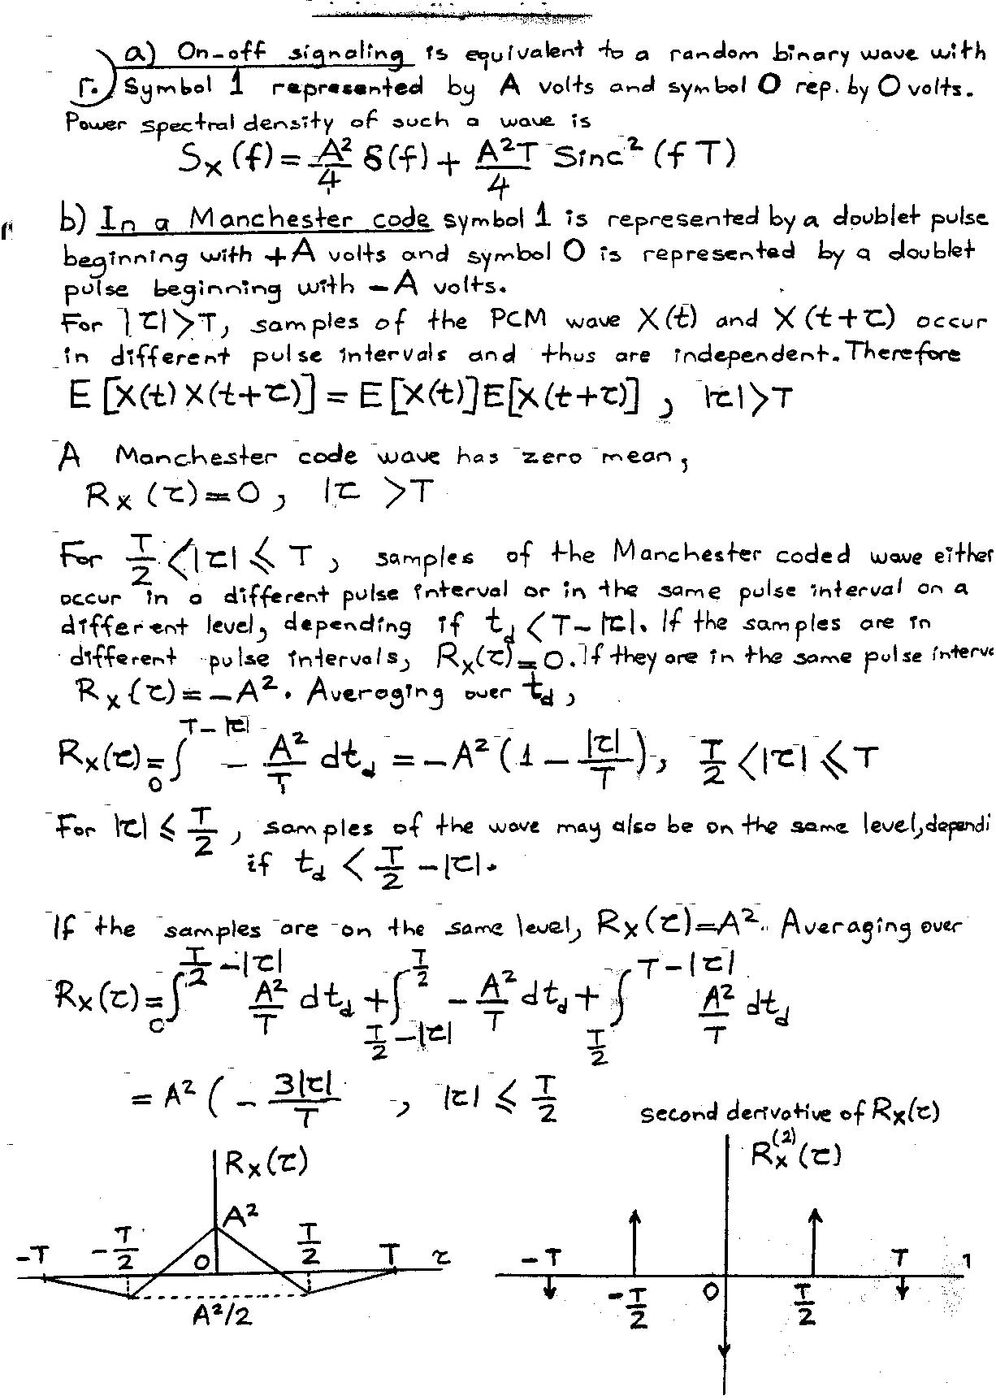 a) On-off signaling is equivalent to a random binary wave with
Symbol 1 represented by A volts and symbol 0 rep. by 0 volts.
Power spectral density of such a wave is
Sx(f) = A²/4 δ(f) + A²T/4 Sinc²(fT)
b) In a Manchester code symbol 1 is represented by a doublet pulse
beginning with +A volts and symbol 0 is represented by a doublet
pulse beginning with -A volts.
For |τ|>T, samples of the PCM wave X(t) and X(t+τ) occur
in different pulse intervals and thus are independent. Therefore
E[X(t)X(t+τ)] = E[X(t)]E[X(t+τ)], |τ|>T
A Manchester code wave has zero mean,
Rx(τ)=0, |τ >T
For T/2 <|τ| ≤ T, samples of the Manchester coded wave either
occur in a different pulse interval or in the same pulse interval on a
different level, depending if td < T-|τ|. If the samples are in
different pulse intervals, Rx(τ)=0. If they are in the same pulse interva
Rx(τ)=-A². Averaging over td,
Rx(τ)=∫₀^(T-|τ|) - A²/T dtd = -A²(1 - |τ|/T), T/2 <|τ| ≤ T
For |τ| ≤ T/2, samples of the wave may also be on the same level, dependi
if td < T/2 -|τ|.
If the samples are on the same level, Rx(τ)=A². Averaging over
Rx(τ)=∫₀^(T/2-|τ|) A²/T dtd + ∫_(T/2-|τ|)^(T/2) - A²/T dtd + ∫_(T/2)^(T-|τ|) A²/T dtd
= A²( - 3|τ|/T , |τ| ≤ T/2
second derivative of Rx(τ)
Rx(τ)
Rx⁽²⁾(τ)
A²
-T -T/2 0 T/2 T τ
A²/2
-T -T/2 0 T/2 T